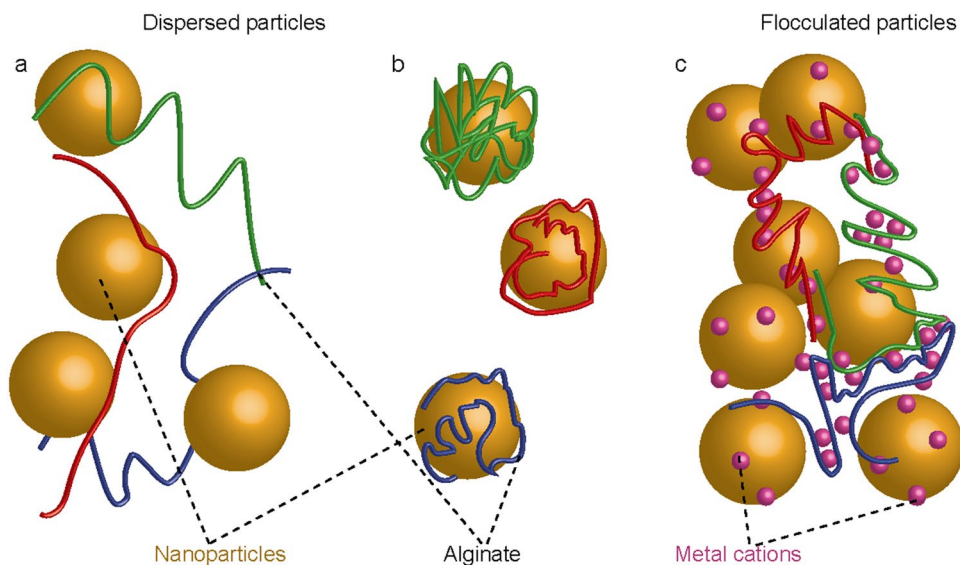 Dispersed particles
Flocculated particles
a
b
c
Nanoparticles
Alginate
Metal cations